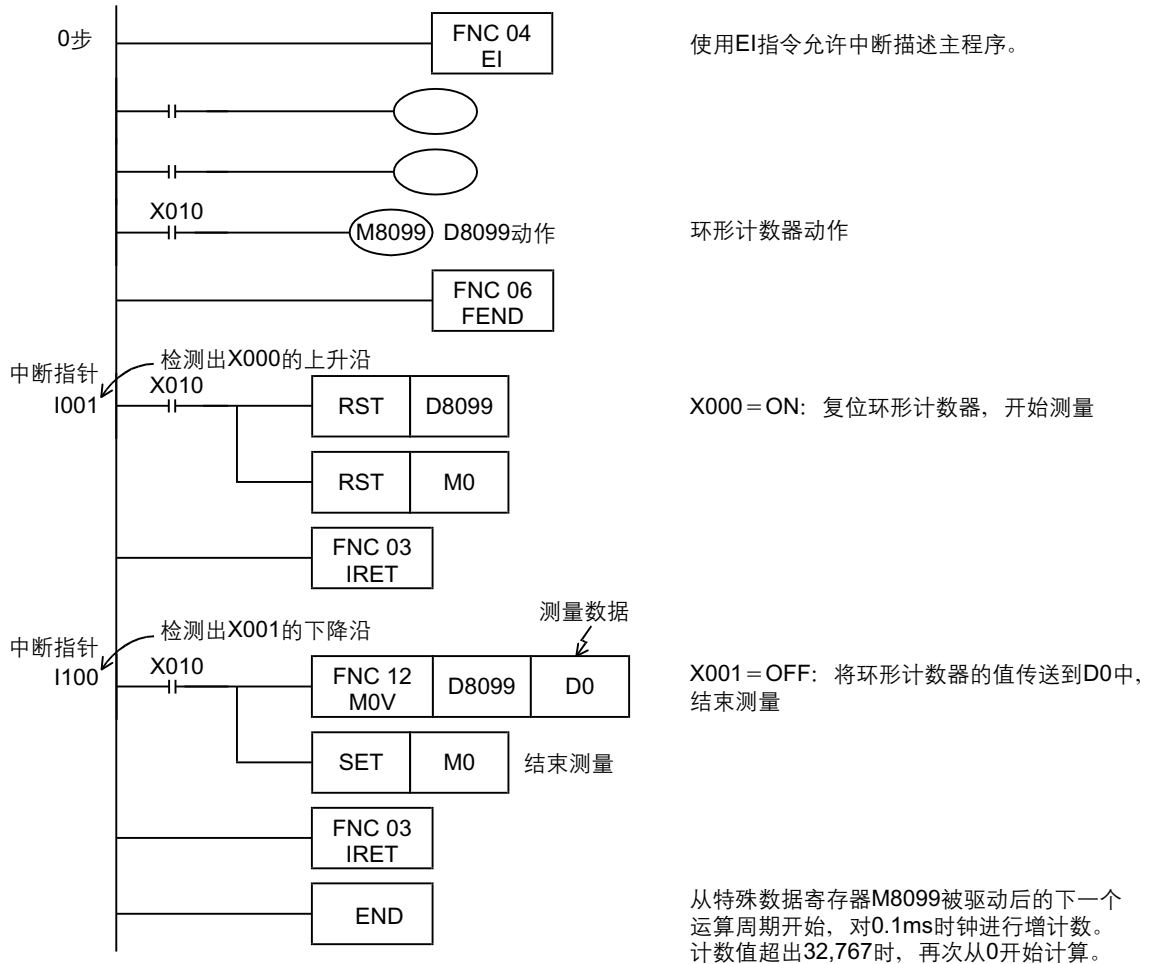 0步
FNC 04
EI
使用EI指令允许中断描述主程序。
X010
M8099
D8099动作
环形计数器动作
FNC 06
FEND
中断指针
I001
检测出X000的上升沿
X010
RST
D8099
X000＝ON：复位环形计数器，开始测量
RST
M0
FNC 03
IRET
测量数据
中断指针
I100
检测出X001的下降沿
X010
FNC 12
M0V
D8099
D0
X001＝OFF：将环形计数器的值传送到D0中，
结束测量
SET
M0
结束测量
FNC 03
IRET
END
从特殊数据寄存器M8099被驱动后的下一个
运算周期开始，对0.1ms时钟进行增计数。
计数值超出32,767时，再次从0开始计算。